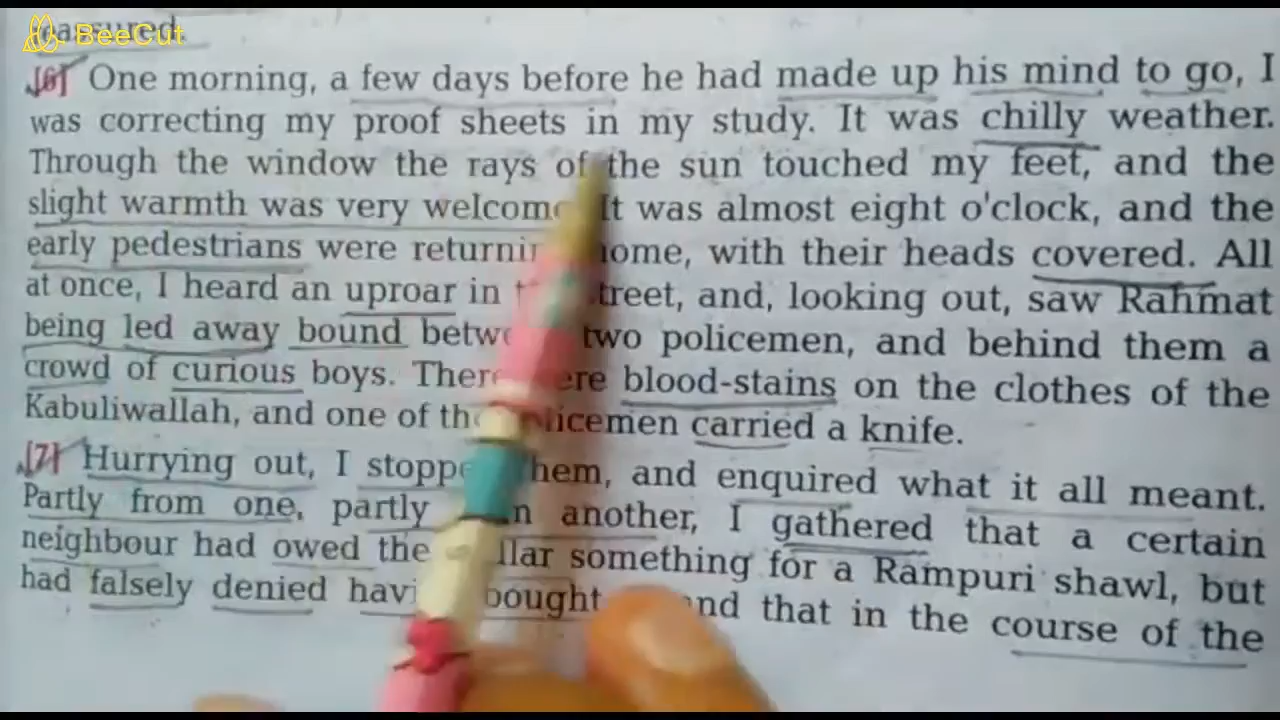 reassured.
BeeCut
[6] One morning, a few days before he had made up his mind to go, I
was correcting my proof sheets in my study. It was chilly weather.
Through the window the rays of the sun touched my feet, and the
slight warmth was very welcome It was almost eight o'clock, and the
early pedestrians were returnin home, with their heads covered. All
at once, I heard an uproar in t street, and, looking out, saw Rahmat
being led away bound betwe two policemen, and behind them a
crowd of curious boys. There were blood-stains on the clothes of the
Kabuliwallah, and one of the policemen carried a knife.
[7] Hurrying out, I stoppe them, and enquired what it all meant.
Partly from one, partly another, I gathered that a certain
neighbour had owed the llar something for a Rampuri shawl, but
had falsely denied havi bought and that in the course of the